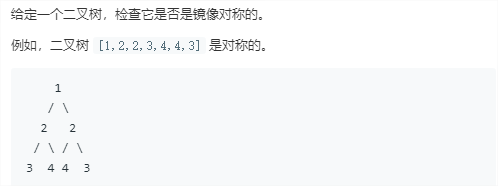 给定一个二叉树，检查它是否是镜像对称的。
例如，二叉树 [1,2,2,3,4,4,3] 是对称的。
    1
   / \
  2   2
 / \ / \
3  4 4  3